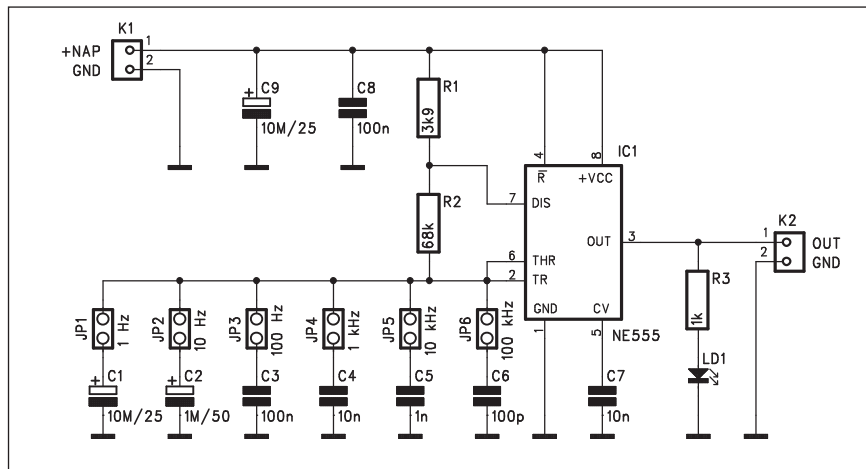 K1
+NAP 1
GND 2
C9
+
10M/25
C8
100n
R1
3k9
R2
68k
4
8
IC1
R
+VCC
7
DIS
6
THR
2
TR
OUT
3
GND
CV
1
5
NE555
K2
1
OUT
2
GND
R3
1k
LD1
JP1
1 Hz
JP2
10 Hz
JP3
100 Hz
JP4
1 kHz
JP5
10 kHz
JP6
100 kHz
+
C1
10M/25
+
C2
1M/50
C3
100n
C4
10n
C5
1n
C6
100p
C7
10n